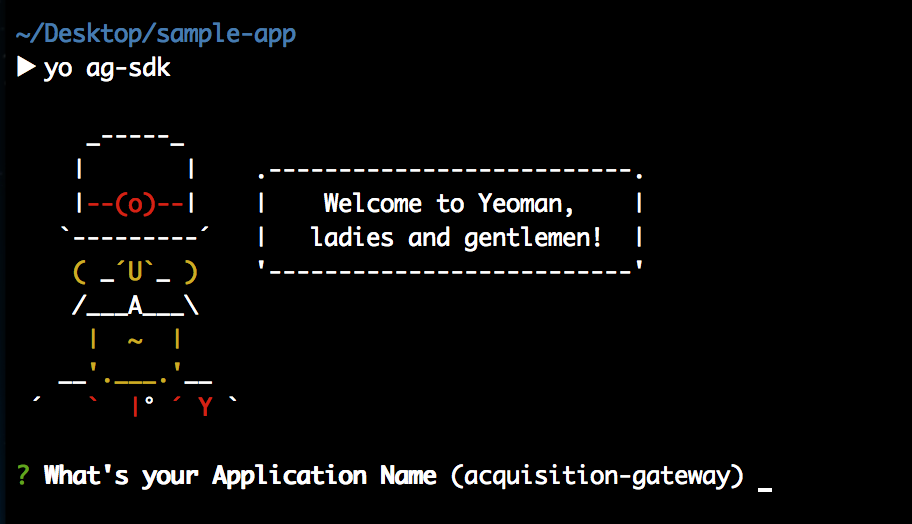 ~/Desktop/sample-app
▶ yo ag-sdk
     _-----_
    |       |    .--------------------------.
    |--(o)--|    |    Welcome to Yeoman,    |
   `---------´   |   ladies and gentlemen!  |
    ( _´U`_ )    '--------------------------'
    /___A___\
     |  ~  |
   __'.___.'__
 ´   `  |° ´ Y `
? What's your Application Name (acquisition-gateway) _